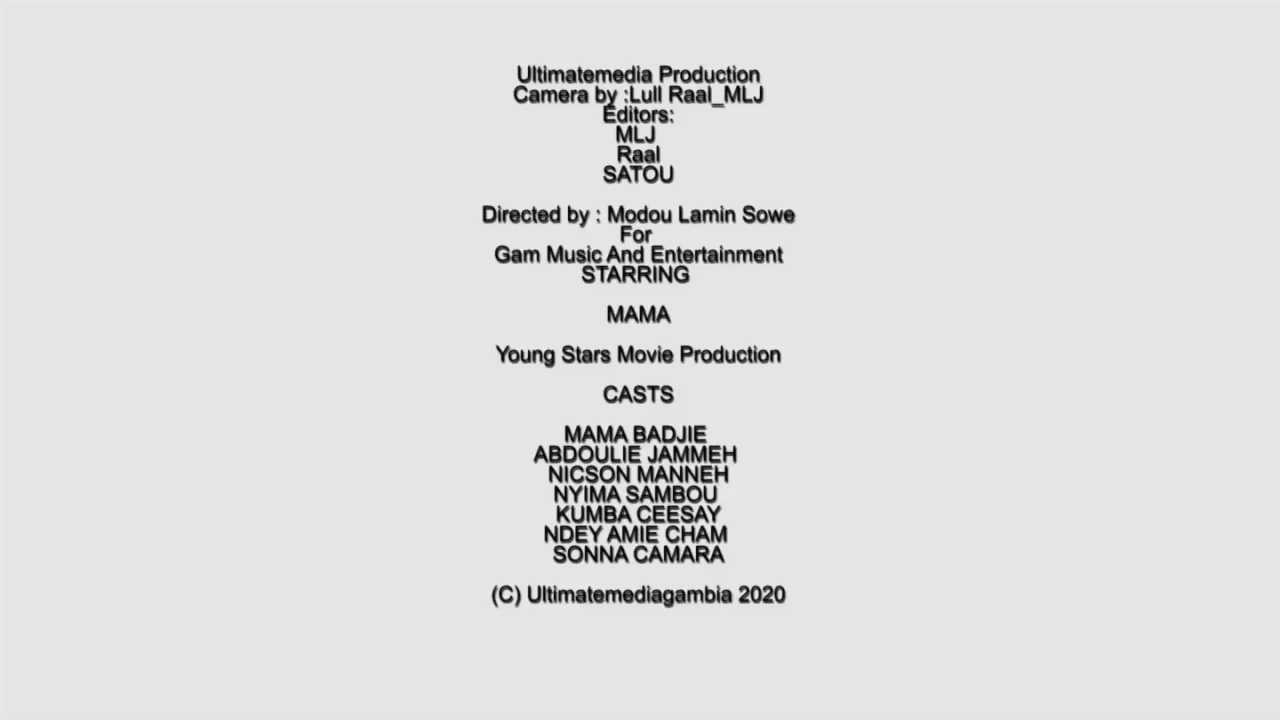 Ultimatemedia Production
Camera by :Lull Raal_MLJ
Editors:
MLJ
Raal
SATOU
Directed by : Modou Lamin Sowe
For
Gam Music And Entertainment
STARRING
MAMA
Young Stars Movie Production
CASTS
MAMA BADJIE
ABDOULIE JAMMEH
NICSON MANNEH
NYIMA SAMBOU
KUMBA CEESAY
NDEY AMIE CHAM
SONNA CAMARA
(C) Ultimatemediagambia 2020